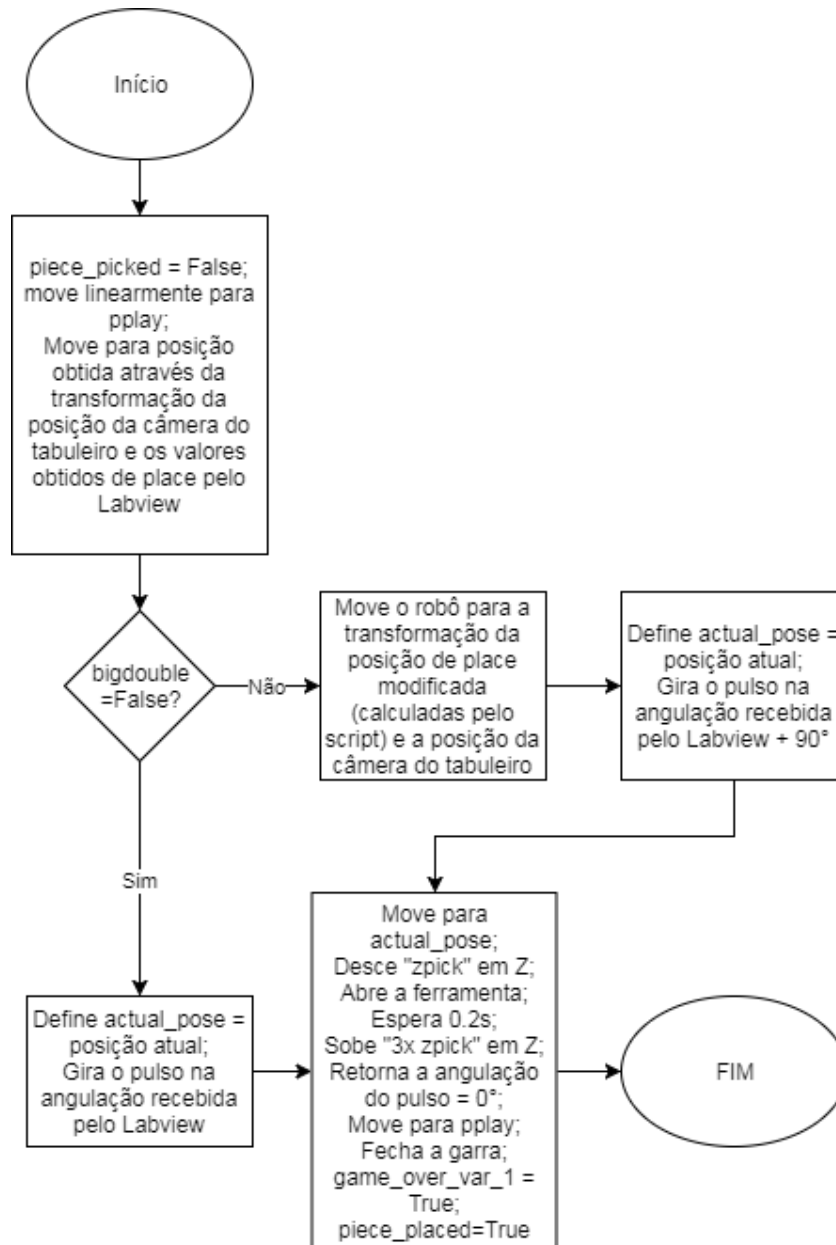 Início
piece_picked = False;
move linearmente para
pplay;
Move para posição
obtida através da
transformação da
posição da câmera do
tabuleiro e os valores
obtidos de place pelo
Labview
bigdouble
=False?
Não
Move o robô para a
transformação da
posição de place
modificada
(calculadas pelo
script) e a posição da
câmera do tabuleiro
Define actual_pose =
posição atual;
Gira o pulso na
angulação recebida
pelo Labview + 90°
Sim
Define actual_pose =
posição atual;
Gira o pulso na
angulação recebida
pelo Labview
Move para
actual_pose;
Desce "zpick" em Z;
Abre a ferramenta;
Espera 0.2s;
Sobe "3x zpick" em Z;
Retorna a angulação
do pulso = 0°;
Move para pplay;
Fecha a garra;
game_over_var_1 =
True;
piece_placed=True
FIM